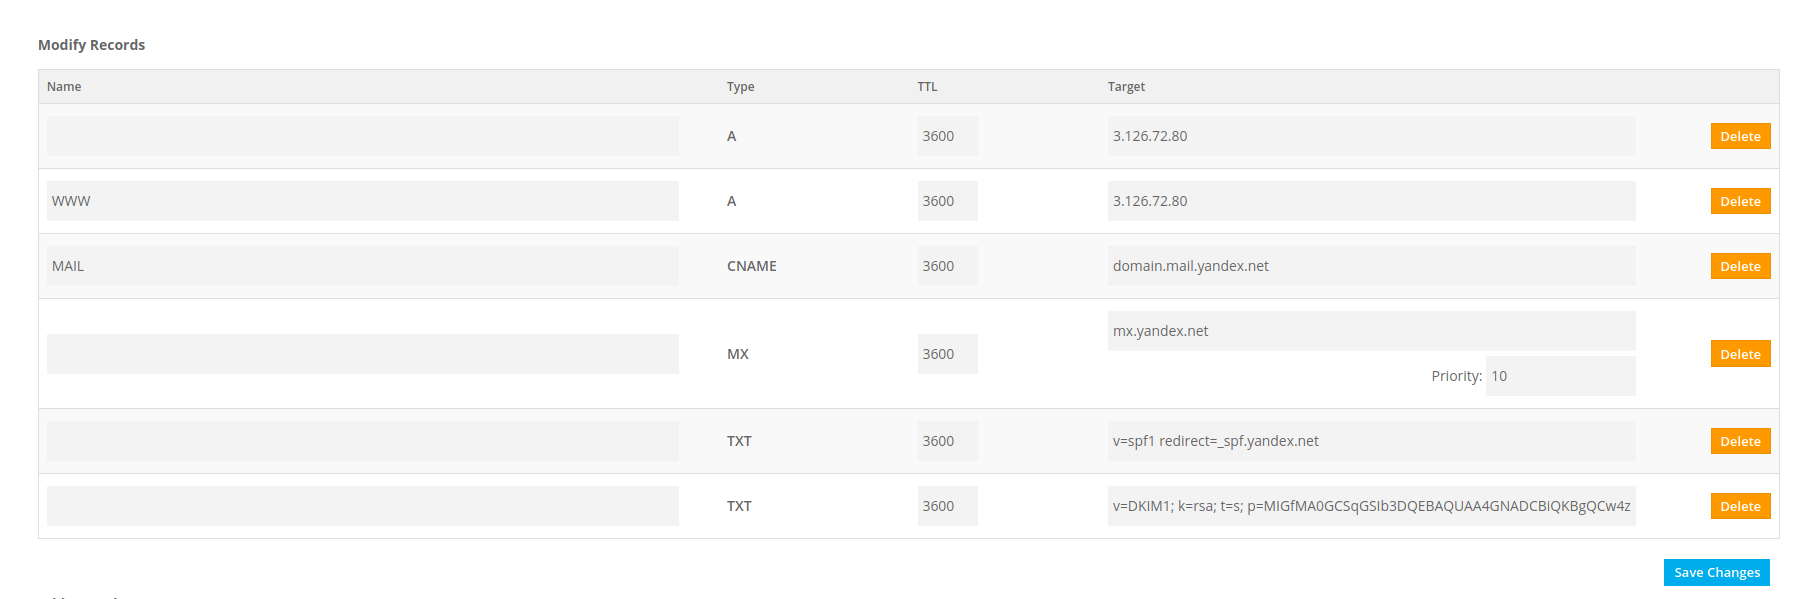 Modify Records
Name Type TTL Target
A 3600 3.126.72.80 Delete
WWW A 3600 3.126.72.80 Delete
MAIL CNAME 3600 domain.mail.yandex.net Delete
mx.yandex.net
MX 3600 Delete
Priority: 10
TXT 3600 v=spf1 redirect=_spf.yandex.net Delete
TXT 3600 v=DKIM1; k=rsa; t=s; p=MIGfMA0GCSqGSIb3DQEBAQUAA4GNADCBiQKBgQCw4z Delete
Save Changes